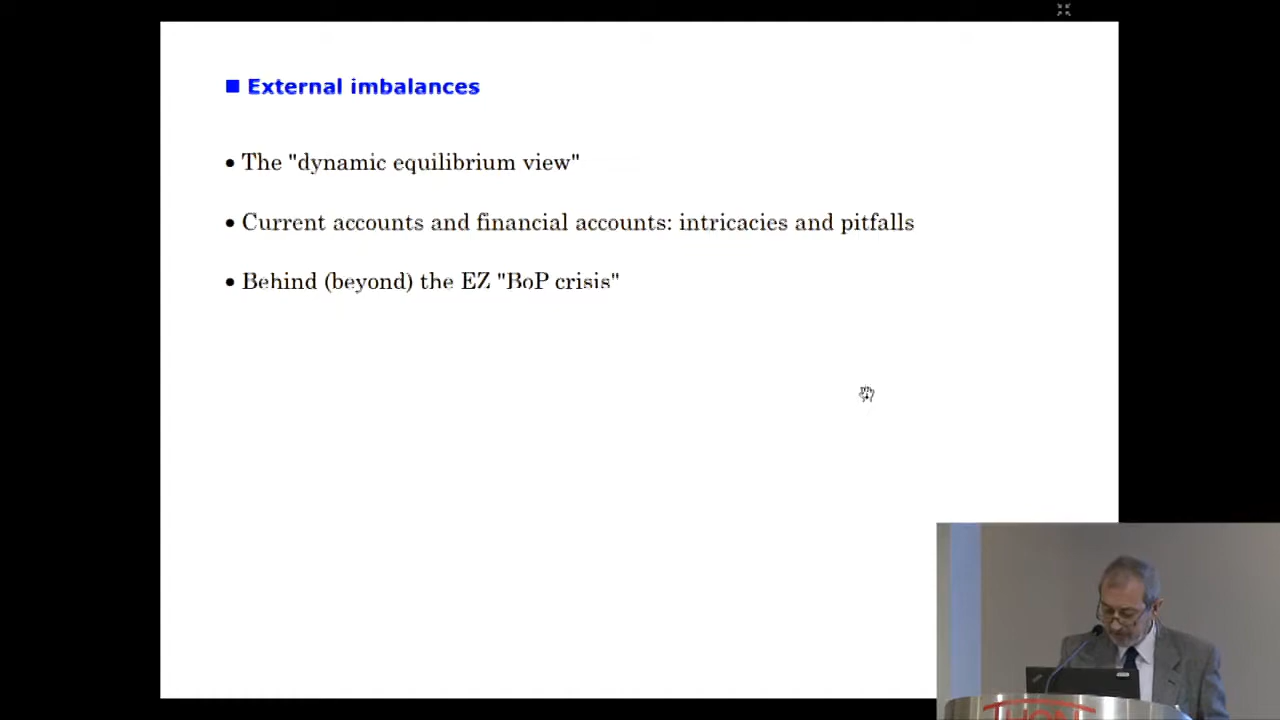 External imbalances
• The "dynamic equilibrium view"
• Current accounts and financial accounts: intricacies and pitfalls
• Behind (beyond) the EZ "BoP crisis"
THON